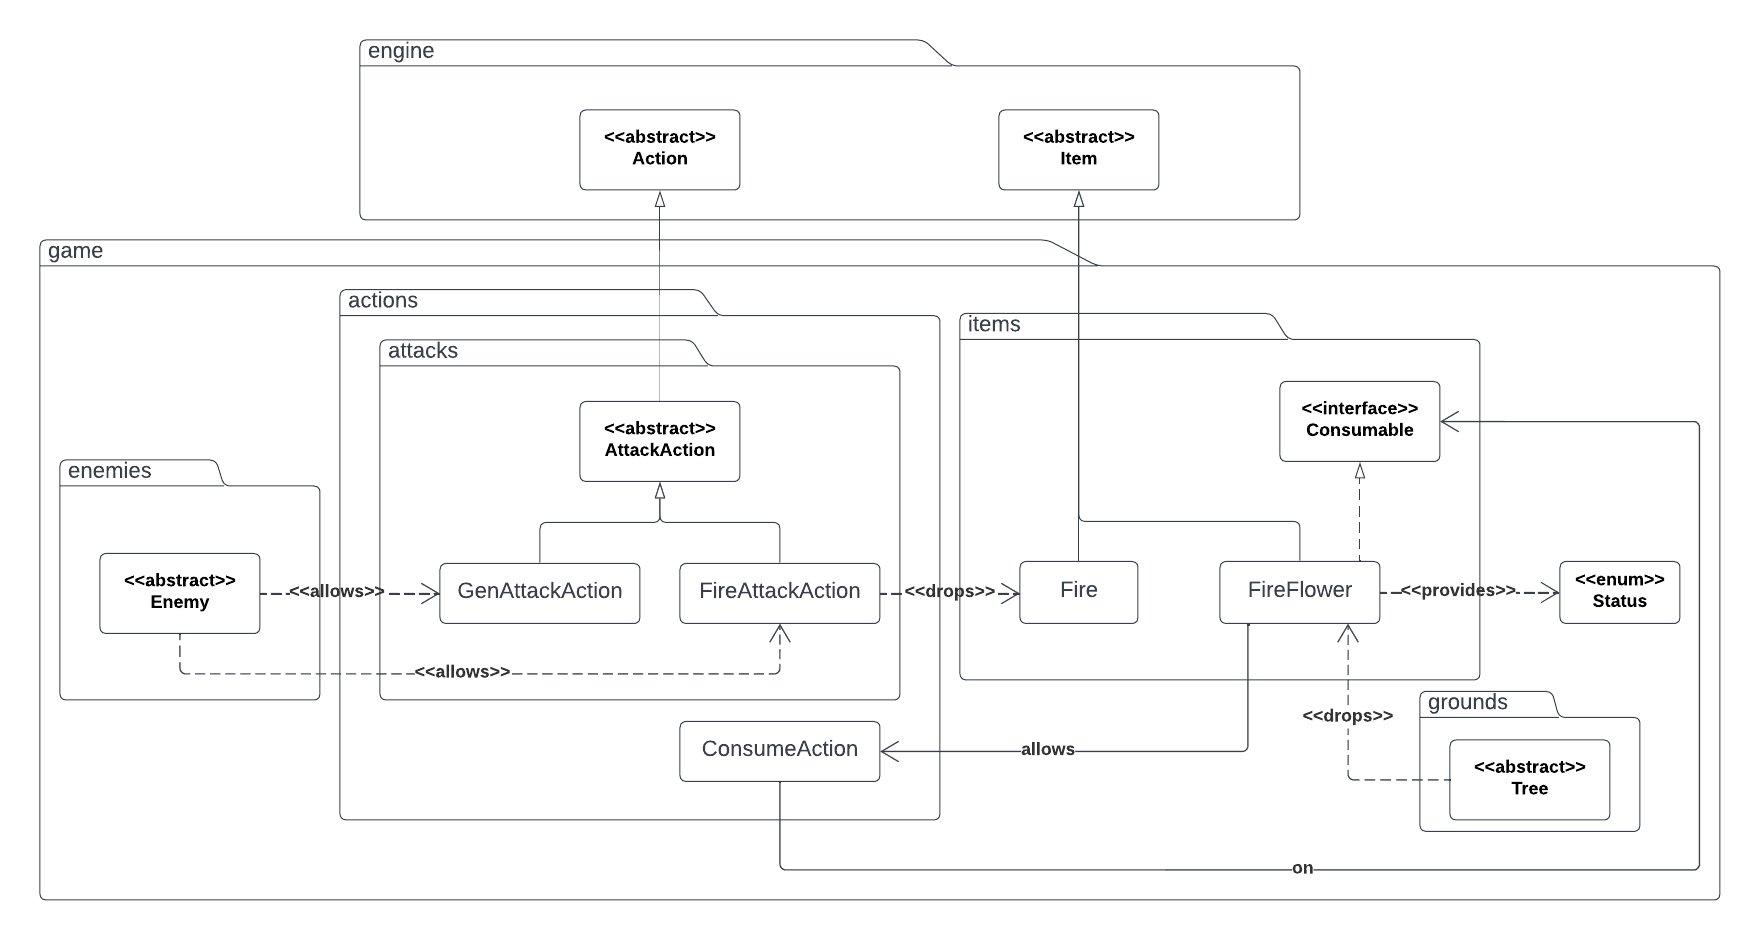 engine
<<abstract>>
Action
<<abstract>>
Item
game
actions
items
attacks
<<interface>>
Consumable
<<abstract>>
AttackAction
enemies
<<abstract>>
Enemy
<<allows>>
GenAttackAction
FireAttackAction
<<drops>>
Fire
FireFlower
<<provides>>
<<enum>>
Status
<<allows>>
grounds
<<drops>>
ConsumeAction
allows
<<abstract>>
Tree
on